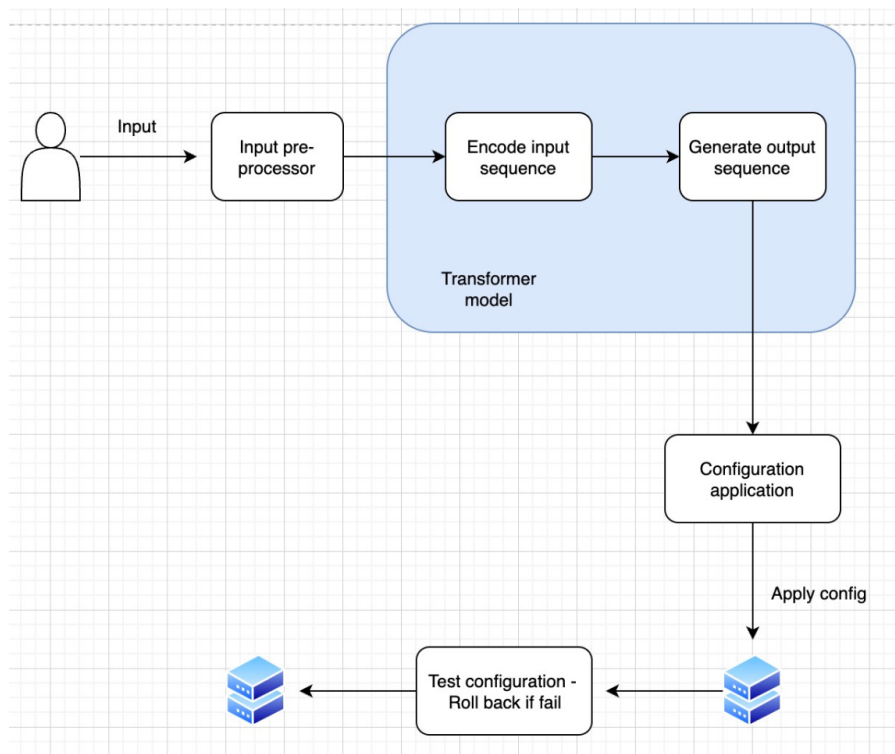 Input
Input pre-
processor
Encode input
sequence
Generate output
sequence
Transformer
model
Configuration
application
Apply config
Test configuration -
Roll back if fail